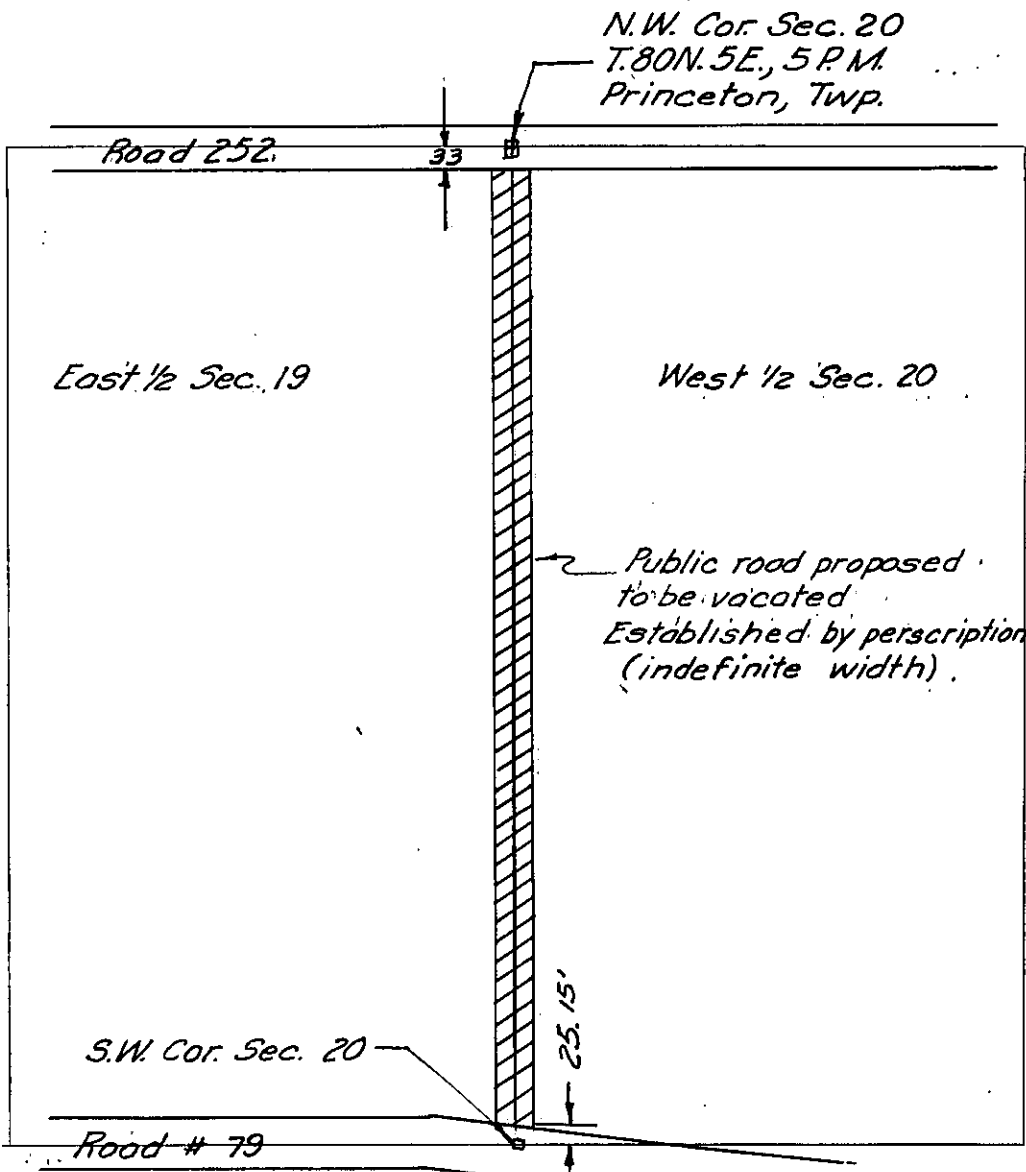 N.W. Cor. Sec. 20
T.80N. 5E., 5 P.M.
Princeton, Twp.
Road 252
33
East 1/2 Sec. 19
West 1/2 Sec. 20
Public road proposed
to be vacated
Established by perscription
(indefinite width).
25.15'
S.W. Cor. Sec. 20
Road # 79